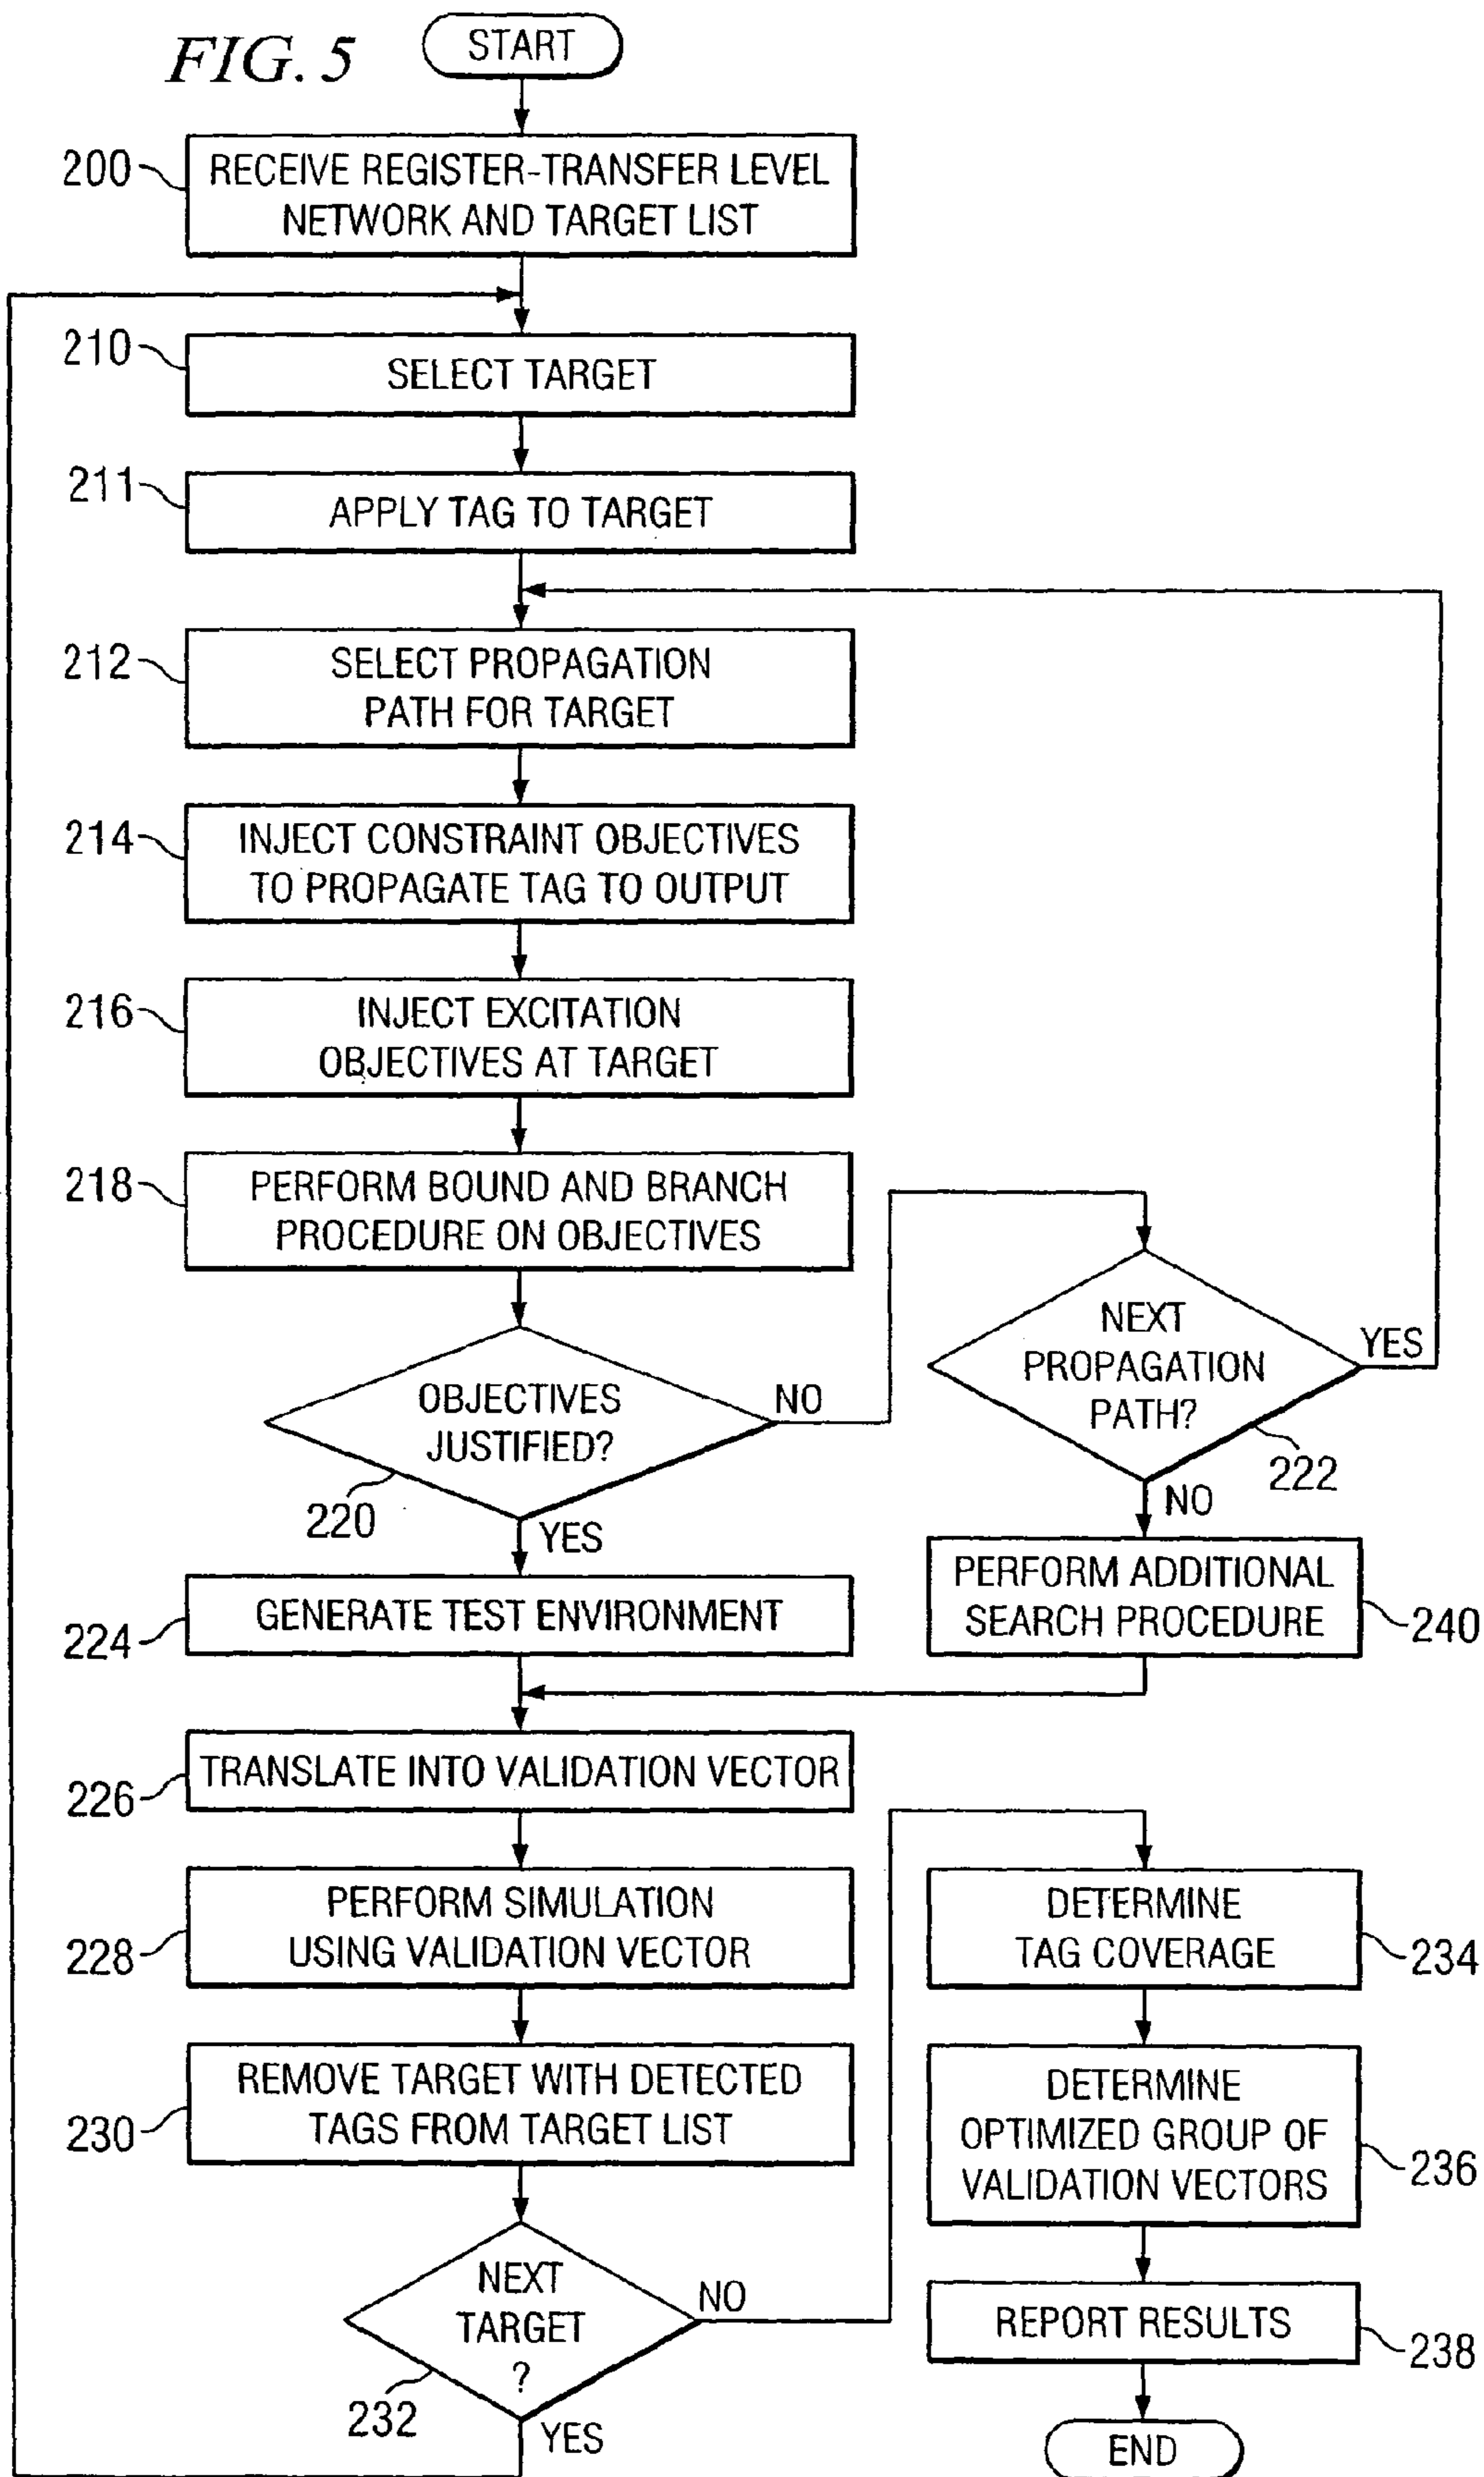 FIG. 5
START
200
RECEIVE REGISTER-TRANSFER LEVEL
NETWORK AND TARGET LIST
210
SELECT TARGET
211
APPLY TAG TO TARGET
212
SELECT PROPAGATION
PATH FOR TARGET
214
INJECT CONSTRAINT OBJECTIVES
TO PROPAGATE TAG TO OUTPUT
216
INJECT EXCITATION
OBJECTIVES AT TARGET
218
PERFORM BOUND AND BRANCH
PROCEDURE ON OBJECTIVES
OBJECTIVES
JUSTIFIED?
NO
220
YES
NEXT
PROPAGATION
PATH?
YES
222
NO
224
GENERATE TEST ENVIRONMENT
PERFORM ADDITIONAL
SEARCH PROCEDURE
240
226
TRANSLATE INTO VALIDATION VECTOR
228
PERFORM SIMULATION
USING VALIDATION VECTOR
230
REMOVE TARGET WITH DETECTED
TAGS FROM TARGET LIST
NEXT
TARGET
?
NO
232
YES
DETERMINE
TAG COVERAGE
234
DETERMINE
OPTIMIZED GROUP OF
VALIDATION VECTORS
236
REPORT RESULTS
238
END